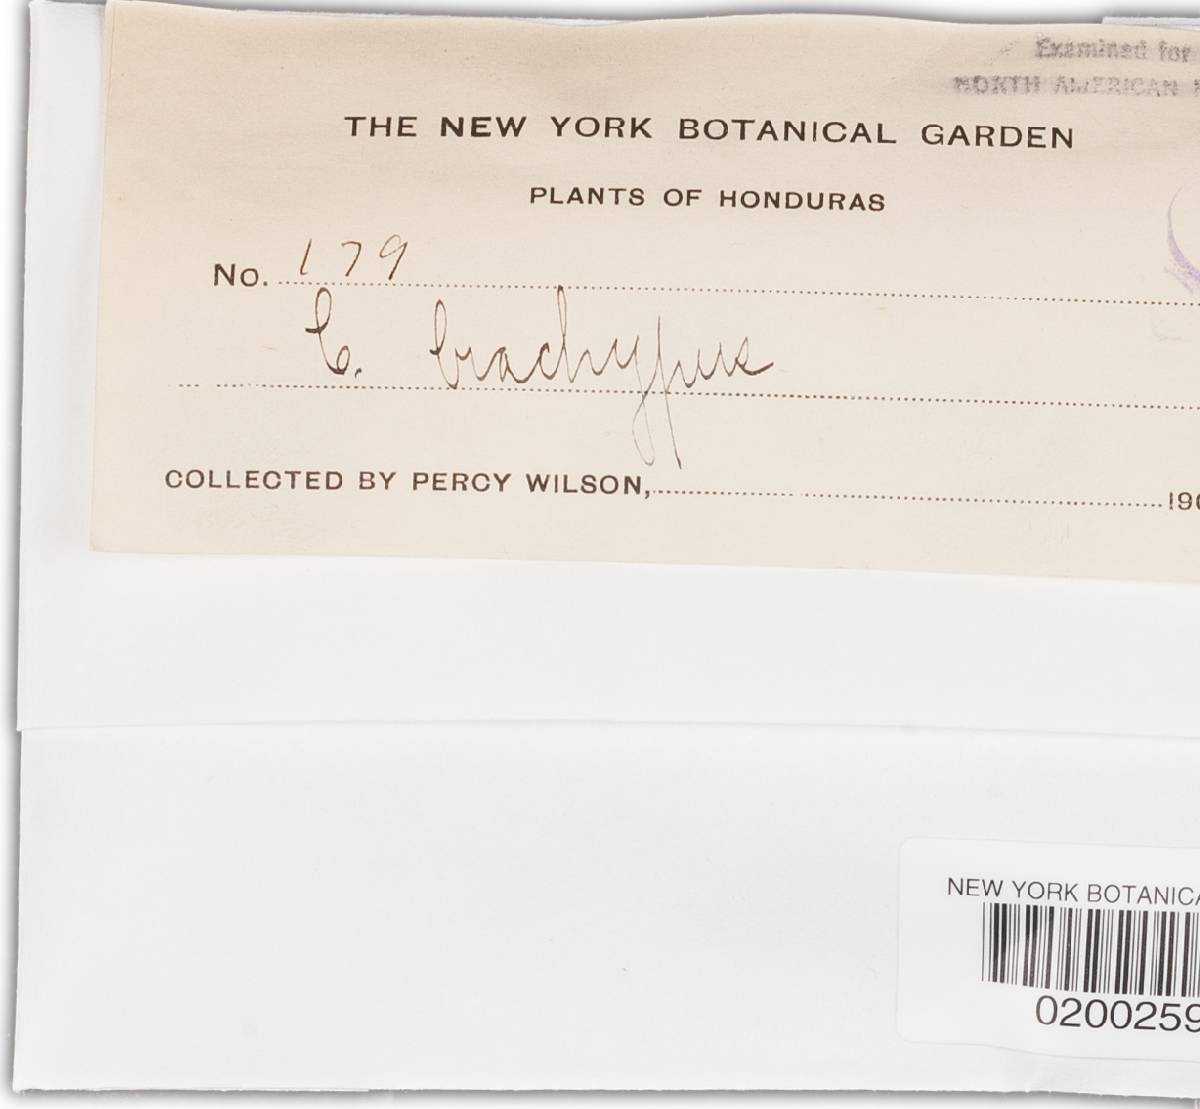 Examined for
NORTH AMERICAN
THE NEW YORK BOTANICAL GARDEN
PLANTS OF HONDURAS
No. 179
C. brachypus
COLLECTED BY PERCY WILSON, 190
NEW YORK BOTANICA
0200259